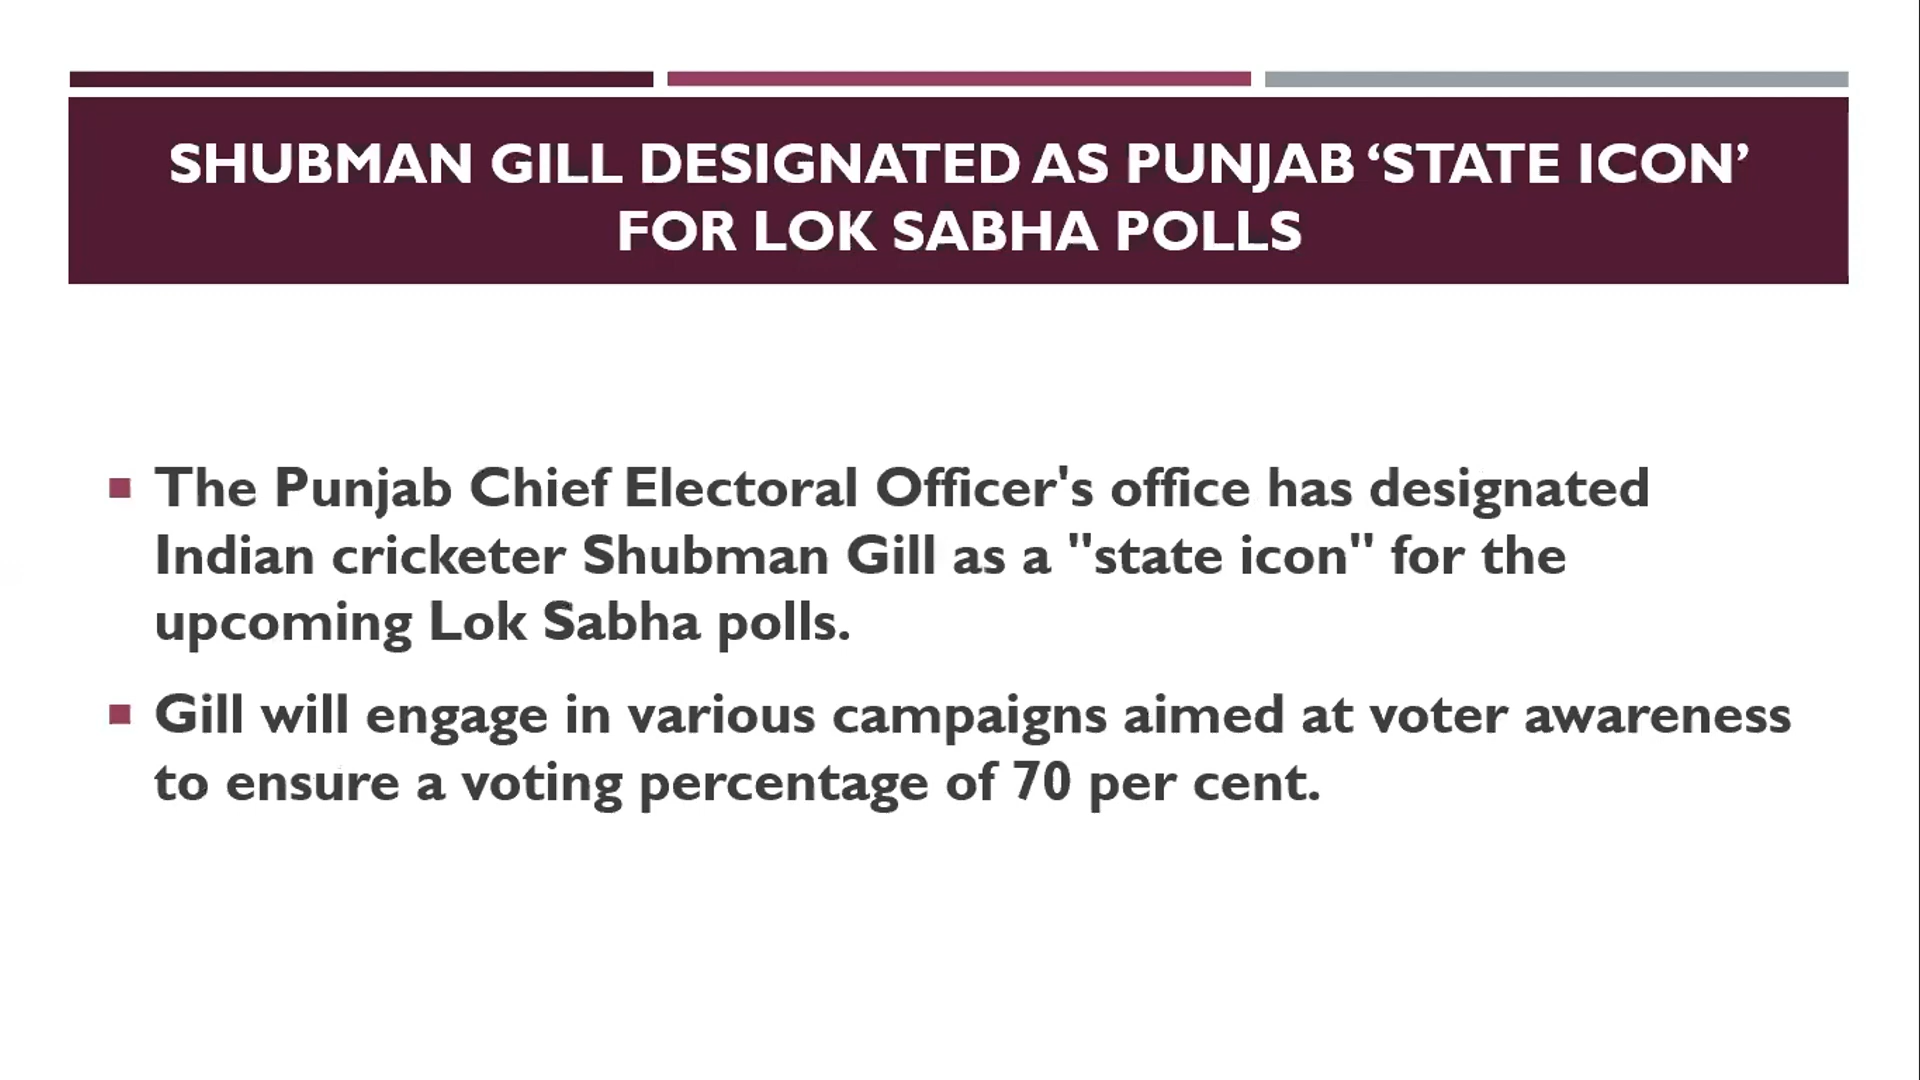 SHUBMAN GILL DESIGNATED AS PUNJAB ‘STATE ICON’
FOR LOK SABHA POLLS
The Punjab Chief Electoral Officer's office has designated
Indian cricketer Shubman Gill as a "state icon" for the
upcoming Lok Sabha polls.
Gill will engage in various campaigns aimed at voter awareness
to ensure a voting percentage of 70 per cent.